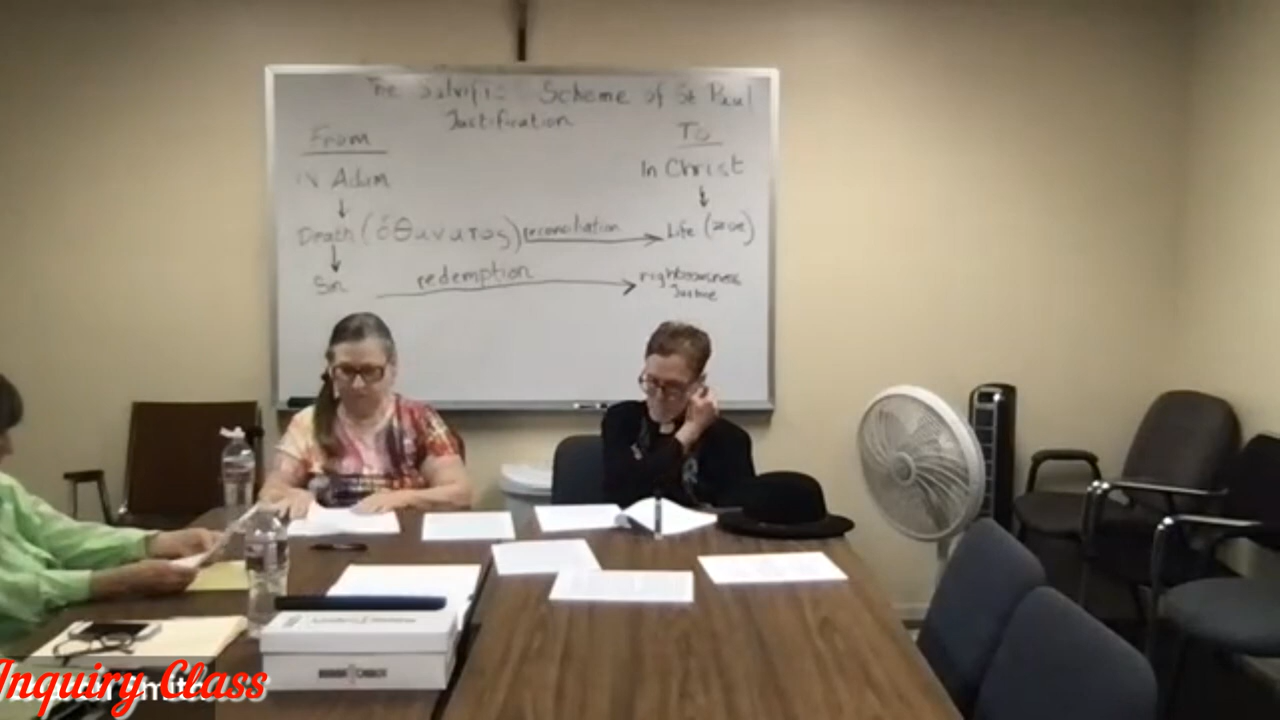 The Salvific Scheme of St Paul
Justification
From
To
IN Adam
In Christ
Death (ὁ θανατος) reconciliation Life (zoe)
Sin redemption righteousness
Justice
Inquiry Class